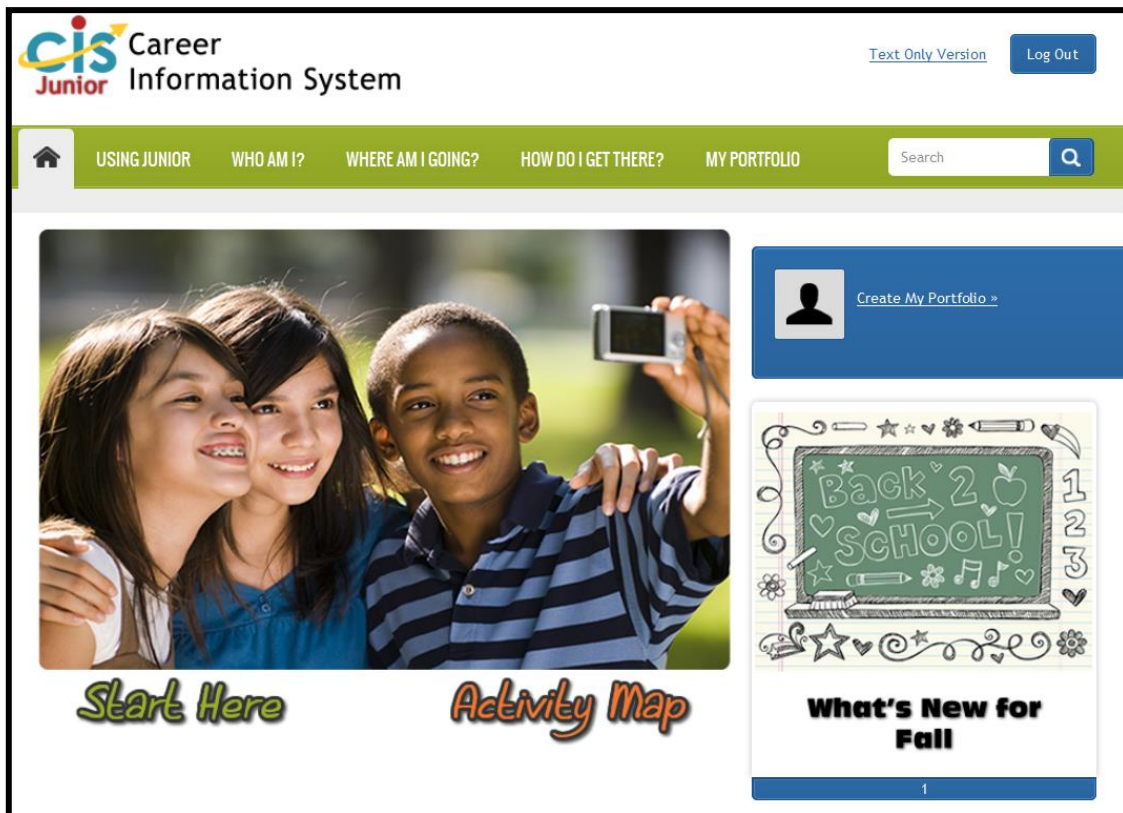 cis Junior
Career
Information System
Text Only Version
Log Out
USING JUNIOR
WHO AM I?
WHERE AM I GOING?
HOW DO I GET THERE?
MY PORTFOLIO
Search
Create My Portfolio »
Back 2
SCHOOL!
1
2
3
Start Here
Activity Map
What's New for
Fall
1